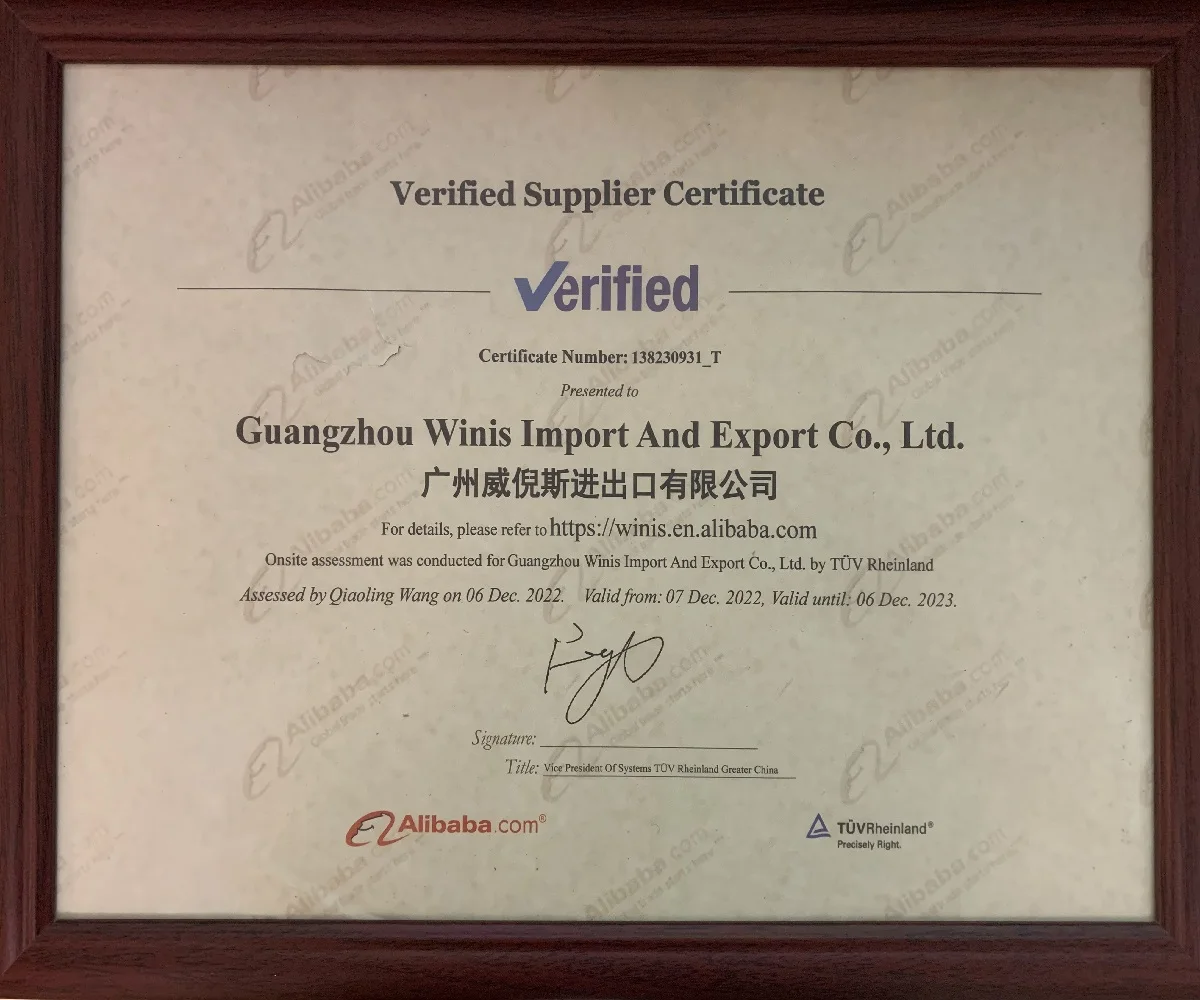 Verified Supplier Certificate
Verified
Certificate Number: 138230931_T
Presented to
Guangzhou Winis Import And Export Co., Ltd.
广州威倪斯进出口有限公司
For details, please refer to https://winis.en.alibaba.com
Onsite assessment was conducted for Guangzhou Winis Import And Export Co., Ltd. by TÜV Rheinland
Assessed by Qiaoling Wang on 06 Dec. 2022. Valid from: 07 Dec. 2022, Valid until: 06 Dec. 2023.
Signature:
Title: Vice President Of Systems TÜV Rheinland Greater China
Alibaba.com®
TÜVRheinland®
Precisely Right.